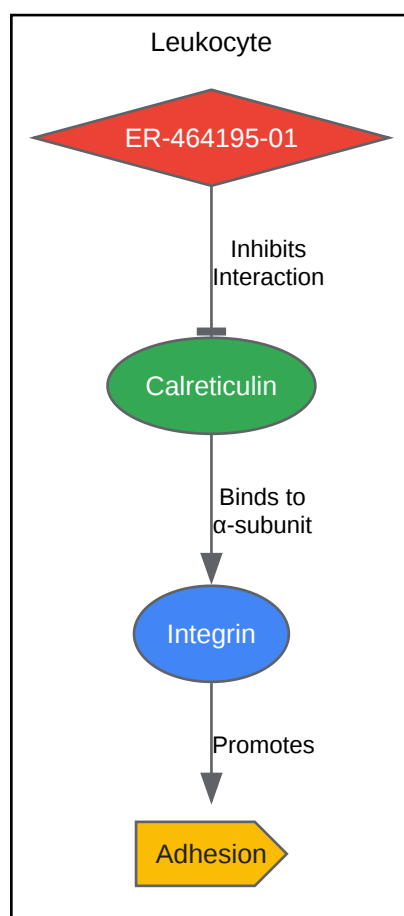 Leukocyte
ER-464195-01
Inhibits
Interaction
Calreticulin
Binds to
α-subunit
Integrin
Promotes
Adhesion